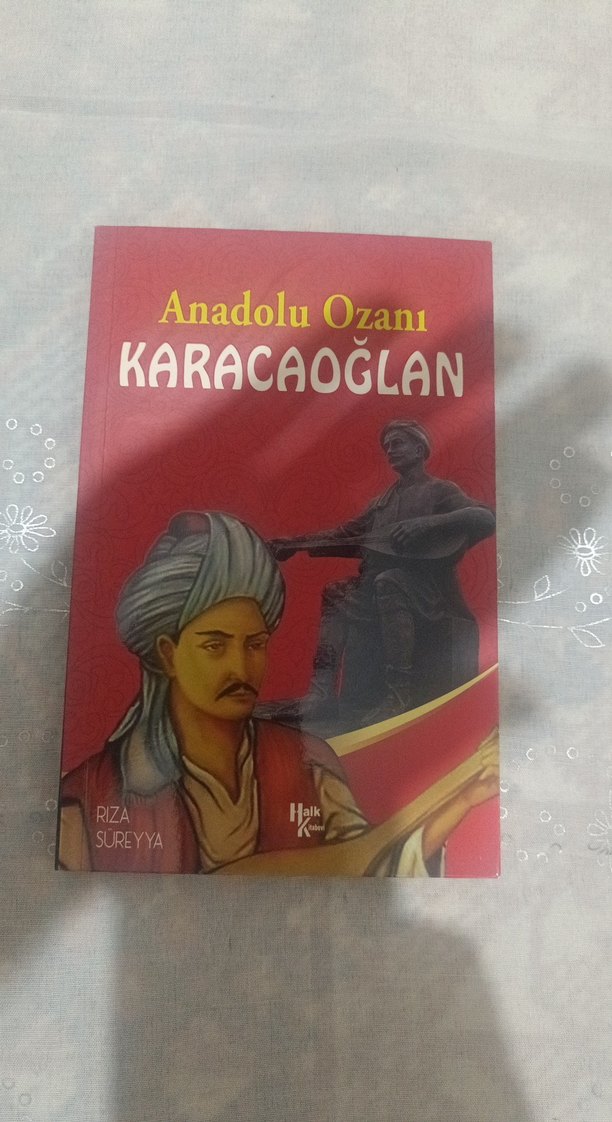 Anadolu Ozanı
KARACAOĞLAN
RIZA
SÜREYYA
Halk
Kitabevi